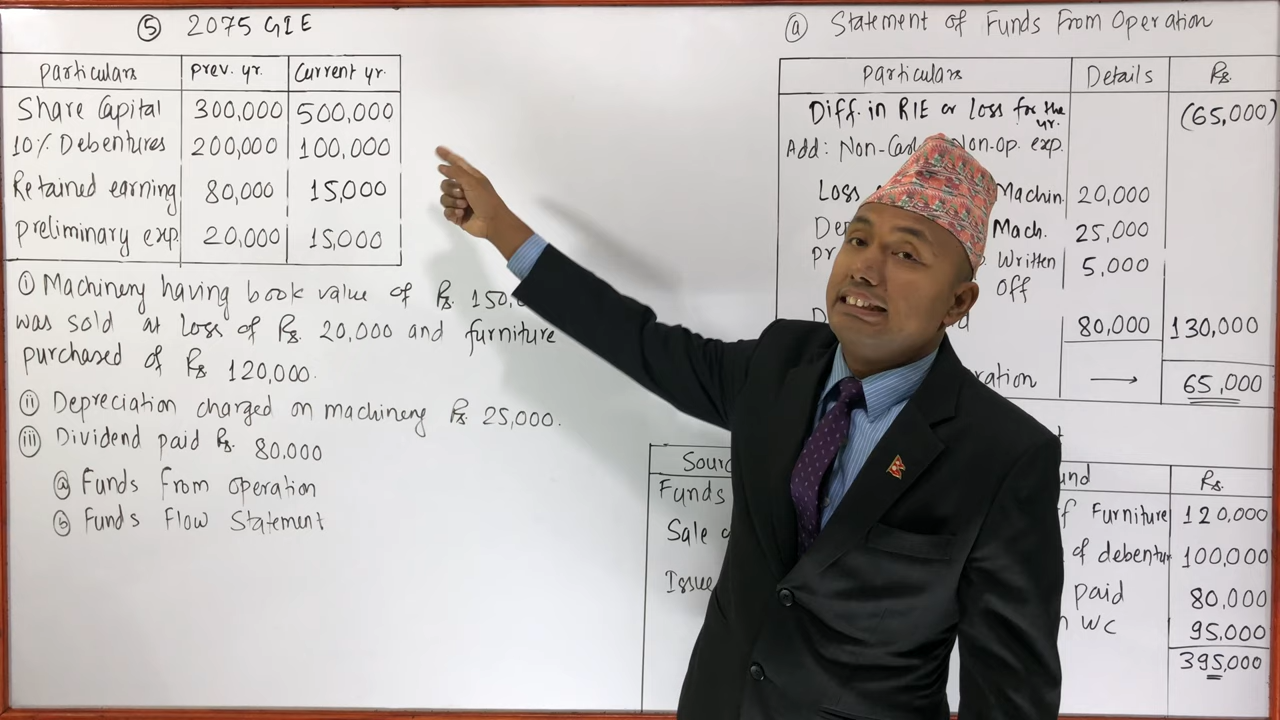 ⑤ 2075 GIE
particulars prev. yr. Current yr.
Share Capital 300,000 500,000
10% Debentures 200,000 100,000
Retained earning 80,000 15,000
preliminary exp. 20,000 15,000
ⓘ Machinery having book value of Rs. 150,
was sold at loss of Rs. 20,000 and furniture
purchased of Rs 120,000.
ⓘⓘ Depreciation charged on machinery Rs 25,000.
ⓘⓘⓘ Dividend paid Rs. 80,000
ⓐ Funds from operation
ⓑ Funds Flow Statement
ⓐ Statement of Funds From Operation
particulars Details Rs.
Diff. in R/E or loss for the yr. (65,000)
Add: Non-Cash Non-op. exp.
Loss Machin. 20,000
Mach. 25,000
Written off 5,000
80,000 130,000
→ 65,000
Rs.
Funds Furniture 120,000
Sale of debentur 100,000
Issue paid 80,000
WC 95,000
395,000